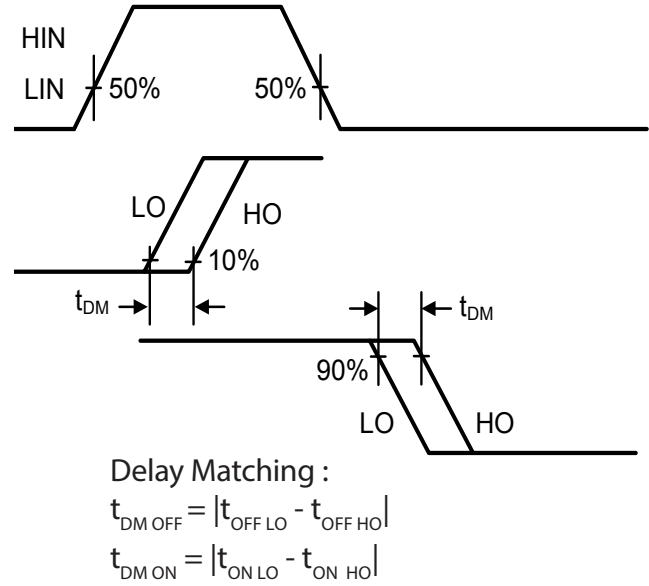 HIN
LIN
50%
50%
LO
HO
10%
tDM
tDM
90%
LO
HO
Delay Matching :
tDM OFF = |tOFF LO - tOFF HO|
tDM ON = |tON LO - tON HO|